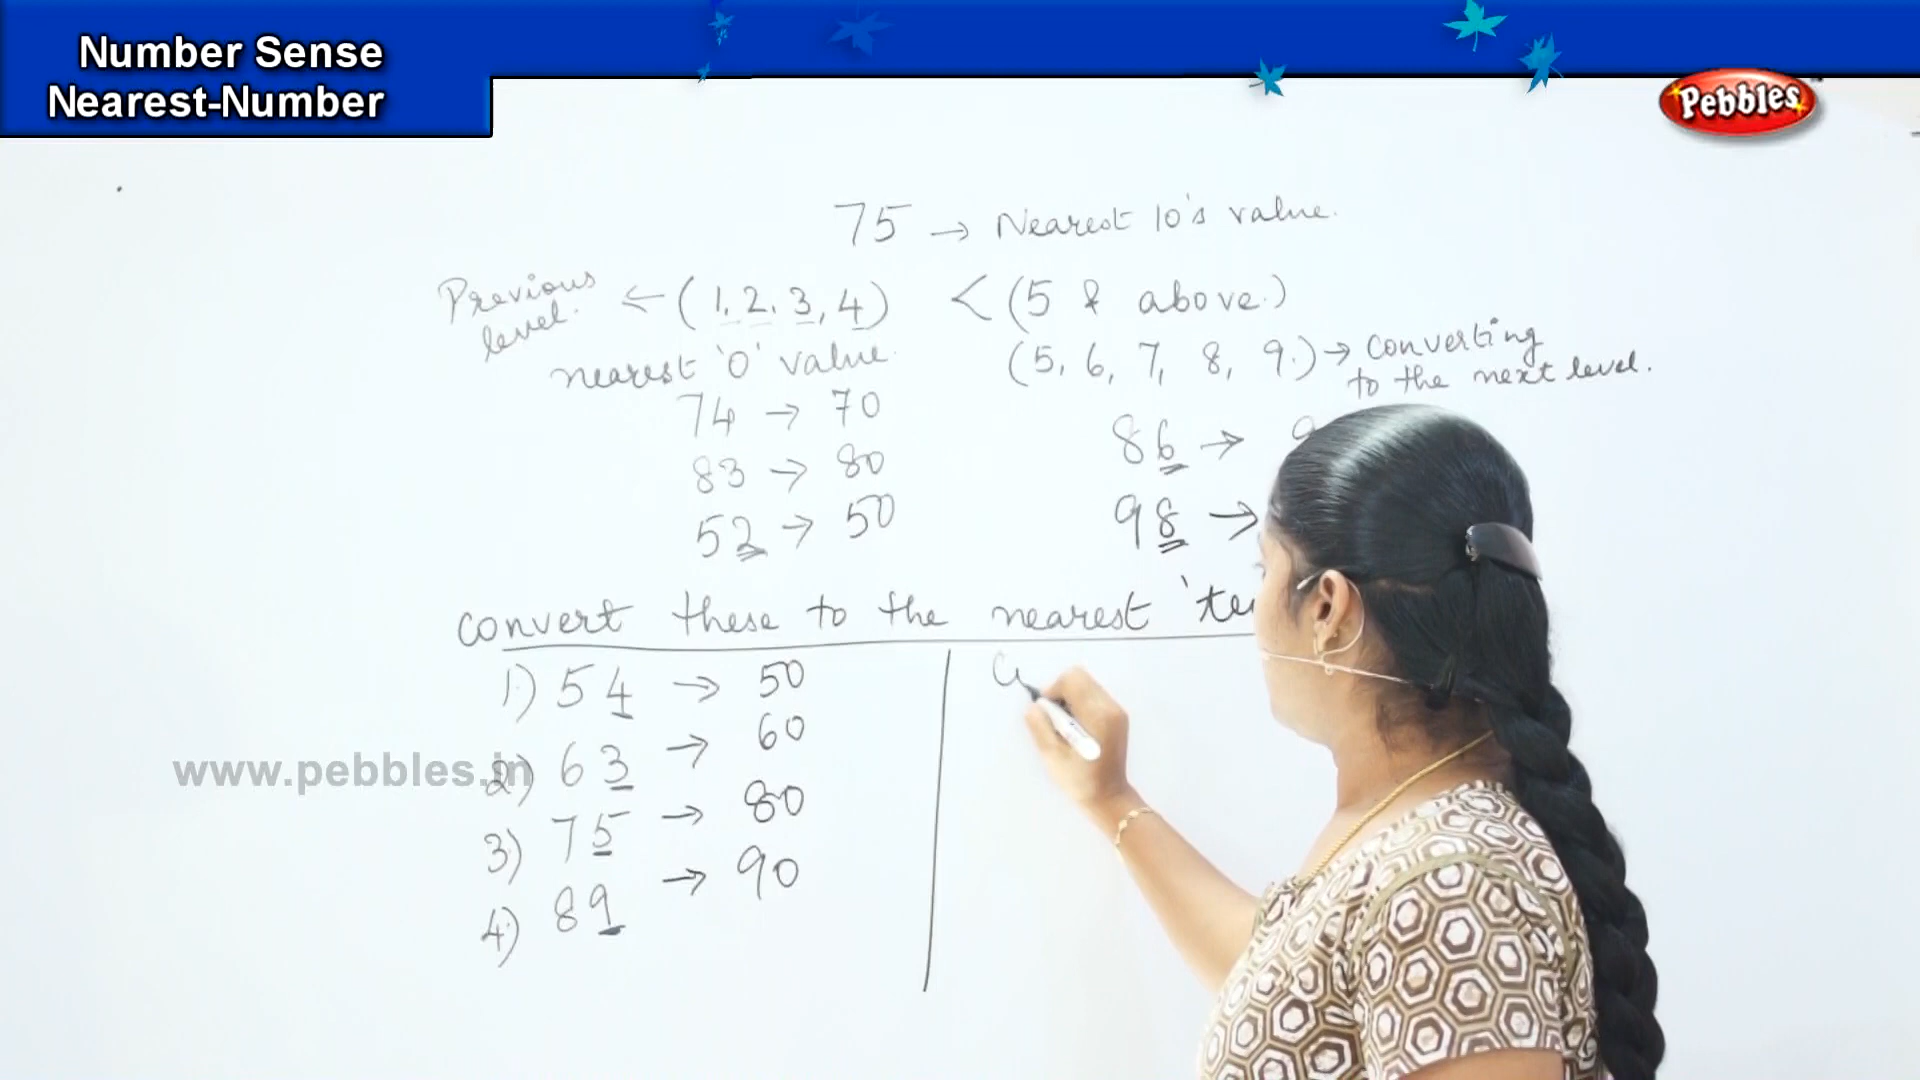 Number Sense
Nearest-Number
Pebbles
75 → Nearest 10's value.
Previous level. ← (1, 2, 3, 4) < (5 & above.)
nearest '0' value. (5, 6, 7, 8, 9.) → converting to the next level.
74 → 70
86 →
83 → 80
98 →
52 → 50
convert these to the nearest
1) 54 → 50
2) 63 → 60
www.pebbles.in
3) 75 → 80
4) 89 → 90